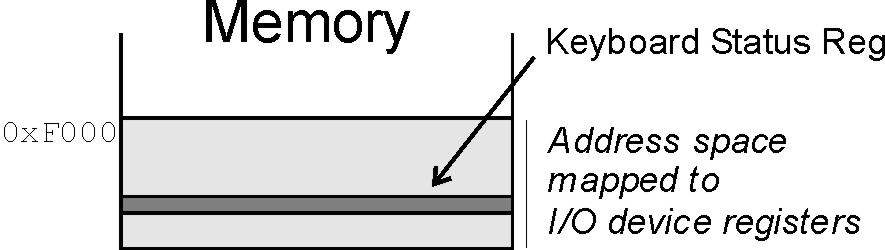 Memory
Keyboard Status Reg
0xF000
Address space
mapped to
I/O device registers